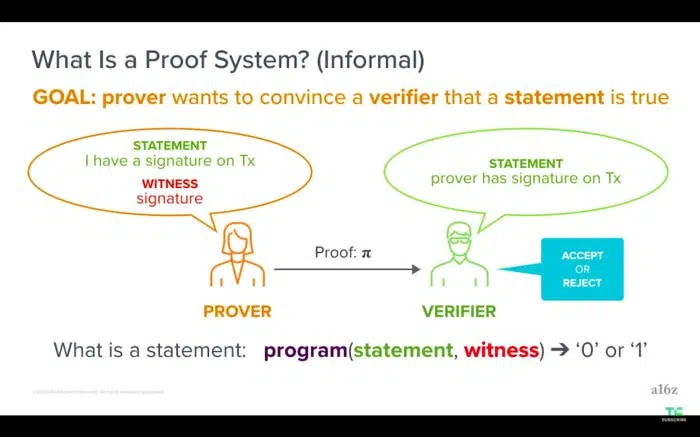 What Is a Proof System? (Informal)
GOAL: prover wants to convince a verifier that a statement is true
STATEMENT
I have a signature on Tx
WITNESS
signature
STATEMENT
prover has signature on Tx
Proof: π
ACCEPT
OR
REJECT
PROVER
VERIFIER
What is a statement: program(statement, witness) ➔ ‘0’ or ‘1’
a16z
SUBSCRIBE